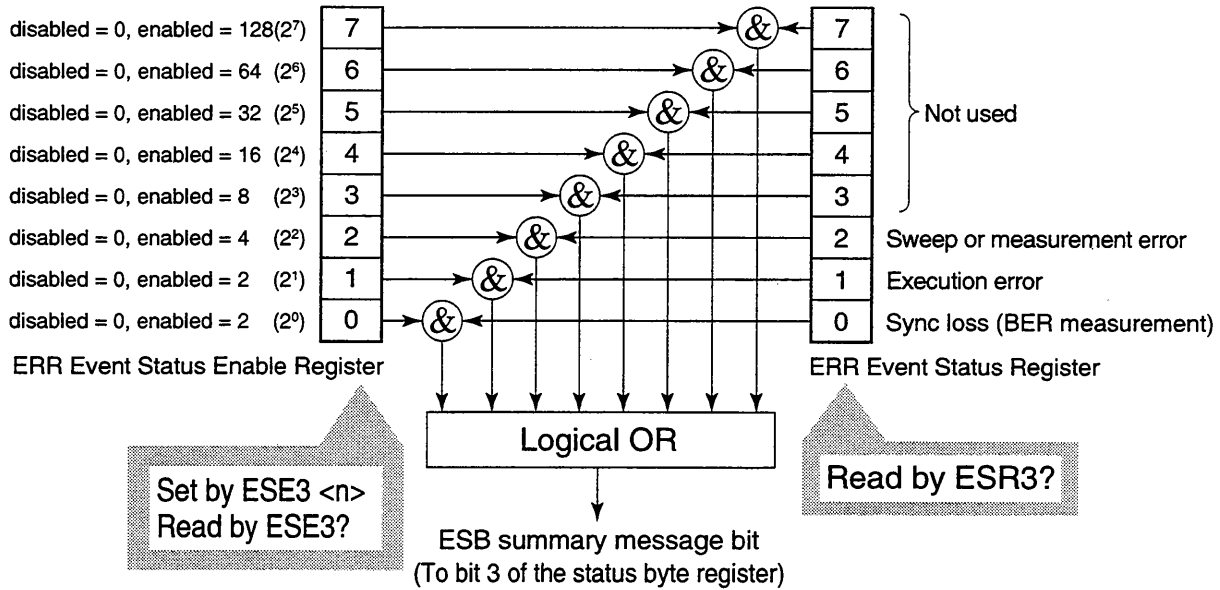 disabled = 0, enabled = 128(2⁷) 7 & 7
disabled = 0, enabled = 64 (2⁶) 6 & 6
disabled = 0, enabled = 32 (2⁵) 5 & 5
Not used
disabled = 0, enabled = 16 (2⁴) 4 & 4
disabled = 0, enabled = 8 (2³) 3 & 3
disabled = 0, enabled = 4 (2²) 2 & 2 Sweep or measurement error
disabled = 0, enabled = 2 (2¹) 1 & 1 Execution error
disabled = 0, enabled = 2 (2⁰) 0 & 0 Sync loss (BER measurement)
ERR Event Status Enable Register
ERR Event Status Register
Logical OR
Set by ESE3 <n>
Read by ESE3?
Read by ESR3?
ESB summary message bit
(To bit 3 of the status byte register)